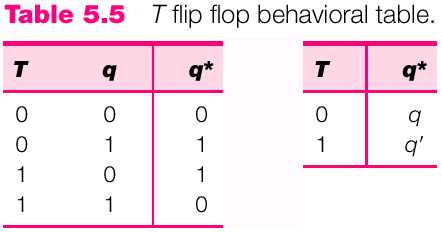 Table 5.5 T flip flop behavioral table.
T q q* T q*
0 0 0 0 q
0 1 1 1 q′
1 0 1
1 1 0